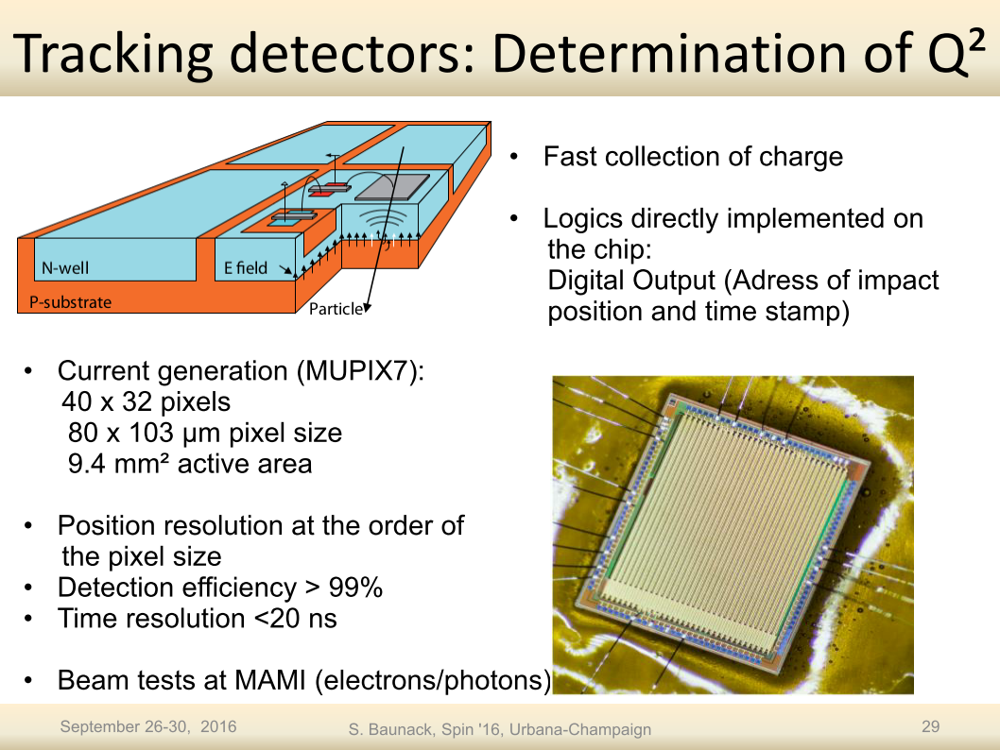 Tracking detectors: Determination of Q²
N-well
E field
P-substrate
Particle
• Fast collection of charge
• Logics directly implemented on
the chip:
Digital Output (Adress of impact
position and time stamp)
• Current generation (MUPIX7):
40 x 32 pixels
80 x 103 µm pixel size
9.4 mm² active area
• Position resolution at the order of
the pixel size
• Detection efficiency > 99%
• Time resolution <20 ns
• Beam tests at MAMI (electrons/photons)
September 26-30, 2016
S. Baunack, Spin '16, Urbana-Champaign
29